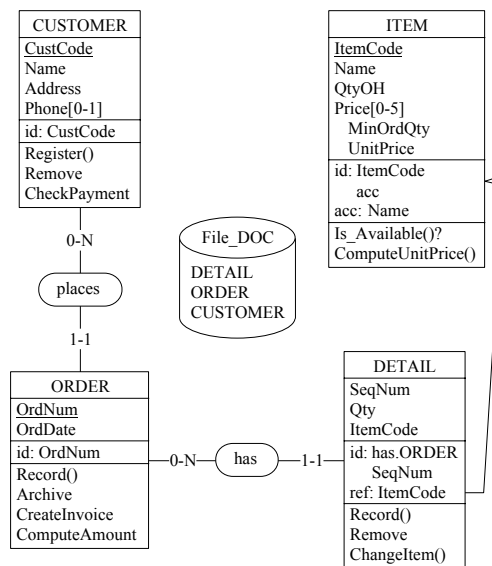 CUSTOMER
CustCode
Name
Address
Phone[0-1]
id: CustCode
Register()
Remove
CheckPayment
ITEM
ItemCode
Name
QtyOH
Price[0-5]
MinOrdQty
UnitPrice
id: ItemCode
acc
acc: Name
Is_Available()?
ComputeUnitPrice()
0-N
places
1-1
File_DOC
DETAIL
ORDER
CUSTOMER
ORDER
OrdNum
OrdDate
id: OrdNum
Record()
Archive
CreateInvoice
ComputeAmount
0-N
has
1-1
DETAIL
SeqNum
Qty
ItemCode
id: has.ORDER
SeqNum
ref: ItemCode
Record()
Remove
ChangeItem()